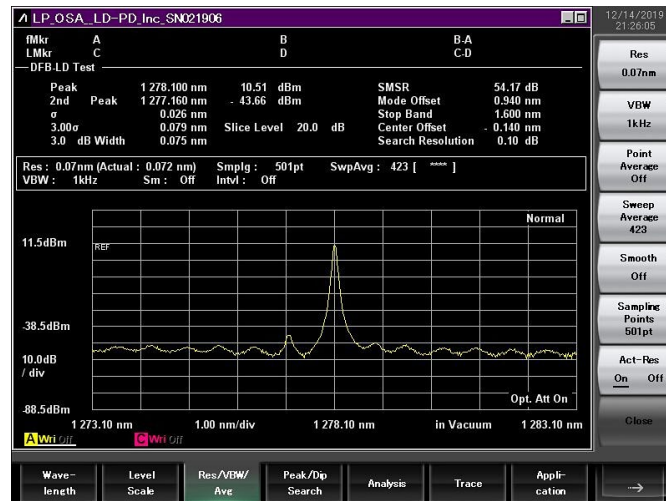 LP_OSA__LD-PD_Inc_SN021906
12/14/2019
21:26:05
fMkr A B B-A
LMkr C D C-D
DFB-LD Test
Peak 1 278.100 nm 10.51 dBm SMSR 54.17 dB
2nd Peak 1 277.160 nm - 43.66 dBm Mode Offset 0.940 nm
σ 0.026 nm Stop Band 1.600 nm
3.00σ 0.079 nm Slice Level 20.0 dB Center Offset - 0.140 nm
3.0 dB Width 0.075 nm Search Resolution 0.10 dB
Res : 0.07nm (Actual : 0.072 nm) Smplg : 501pt SwpAvg : 423 [ **** ]
VBW : 1kHz Sm : Off Intvl : Off
Normal
11.5dBm
REF
-38.5dBm
10.0dB
/ div
Opt. Att On
-88.5dBm
1 273.10 nm 1.00 nm/div 1 278.10 nm in Vacuum 1 283.10 nm
A Wri Off C Wri Off
Res
0.07nm
VBW
1kHz
Point
Average
Off
Sweep
Average
423
Smooth
Off
Sampling
Points
501pt
Act-Res
On Off
Close
Wave-
length
Level
Scale
Res/VBW/
Avg
Peak/Dip
Search
Analysis
Trace
Appli-
cation